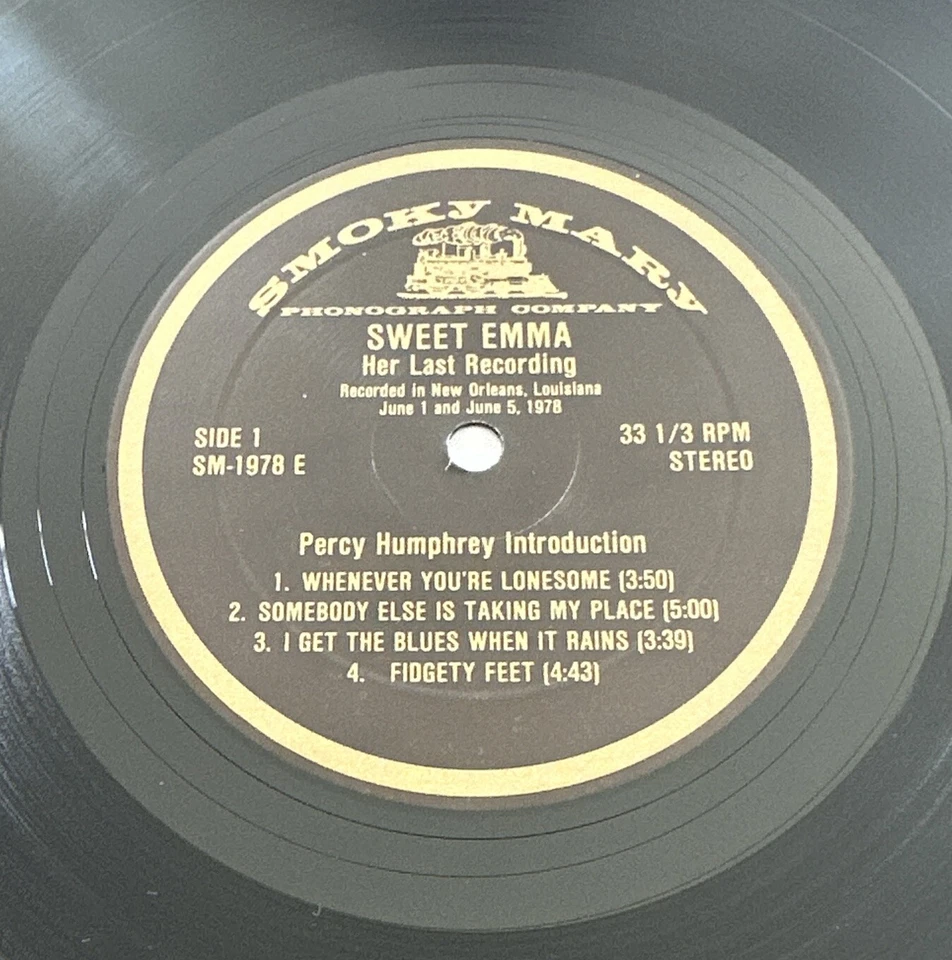 SMOKY MARY
PHONOGRAPH COMPANY
SWEET EMMA
Her Last Recording
Recorded in New Orleans, Louisiana
June 1 and June 5, 1978
SIDE 1 33 1/3 RPM
SM-1978 E STEREO
Percy Humphrey Introduction
1. WHENEVER YOU'RE LONESOME (3:50)
2. SOMEBODY ELSE IS TAKING MY PLACE (5:00)
3. I GET THE BLUES WHEN IT RAINS (3:39)
4. FIDGETY FEET (4:43)